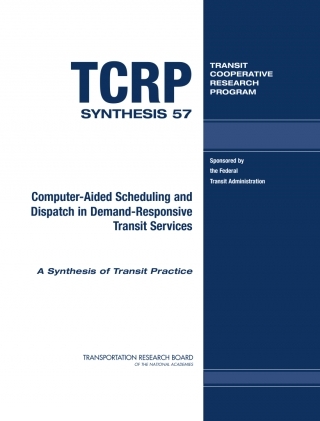 TCRP
SYNTHESIS 57
TRANSIT
COOPERATIVE
RESEARCH
PROGRAM
Sponsored by
the Federal
Transit Administration
Computer-Aided Scheduling and
Dispatch in Demand-Responsive
Transit Services
A Synthesis of Transit Practice
TRANSPORTATION RESEARCH BOARD
OF THE NATIONAL ACADEMIES